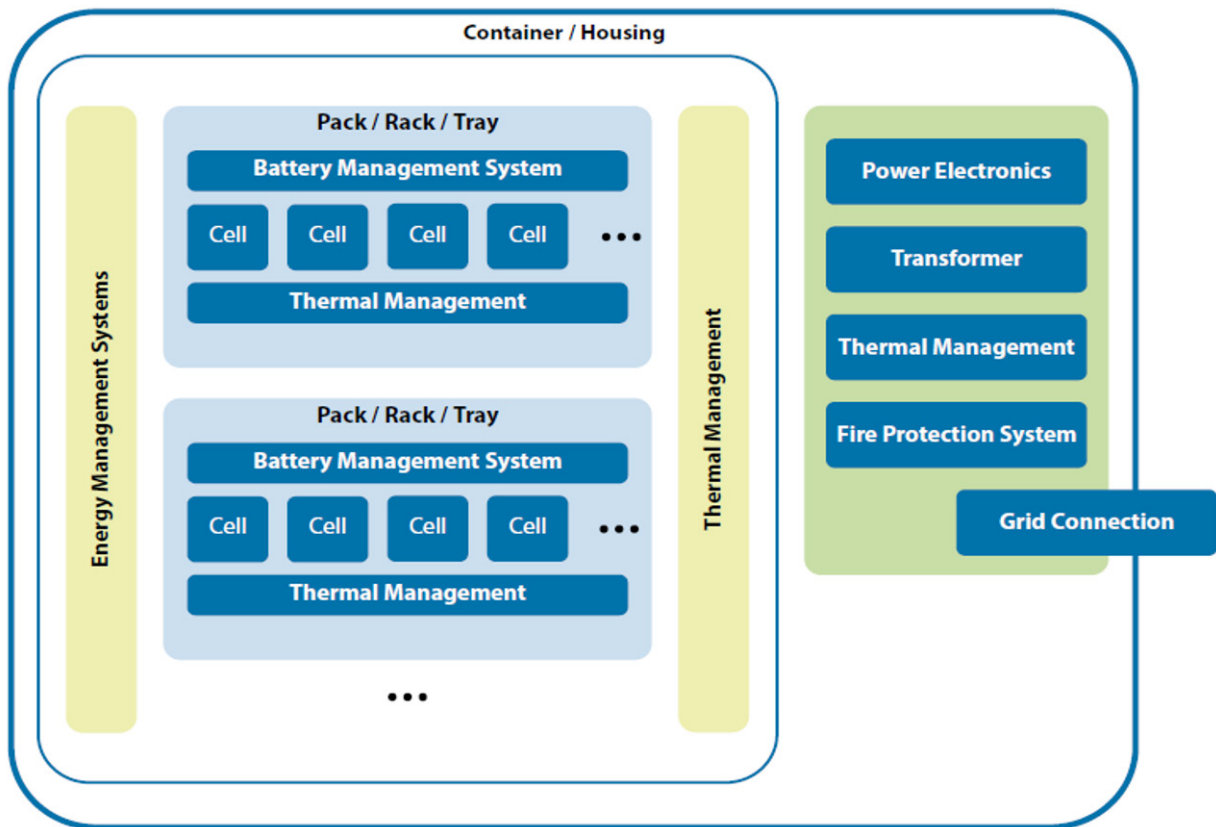 Container / Housing
Energy Management Systems
Pack / Rack / Tray
Battery Management System
Cell Cell Cell Cell ...
Thermal Management
Pack / Rack / Tray
Battery Management System
Cell Cell Cell Cell ...
Thermal Management
...
Thermal Management
Power Electronics
Transformer
Thermal Management
Fire Protection System
Grid Connection